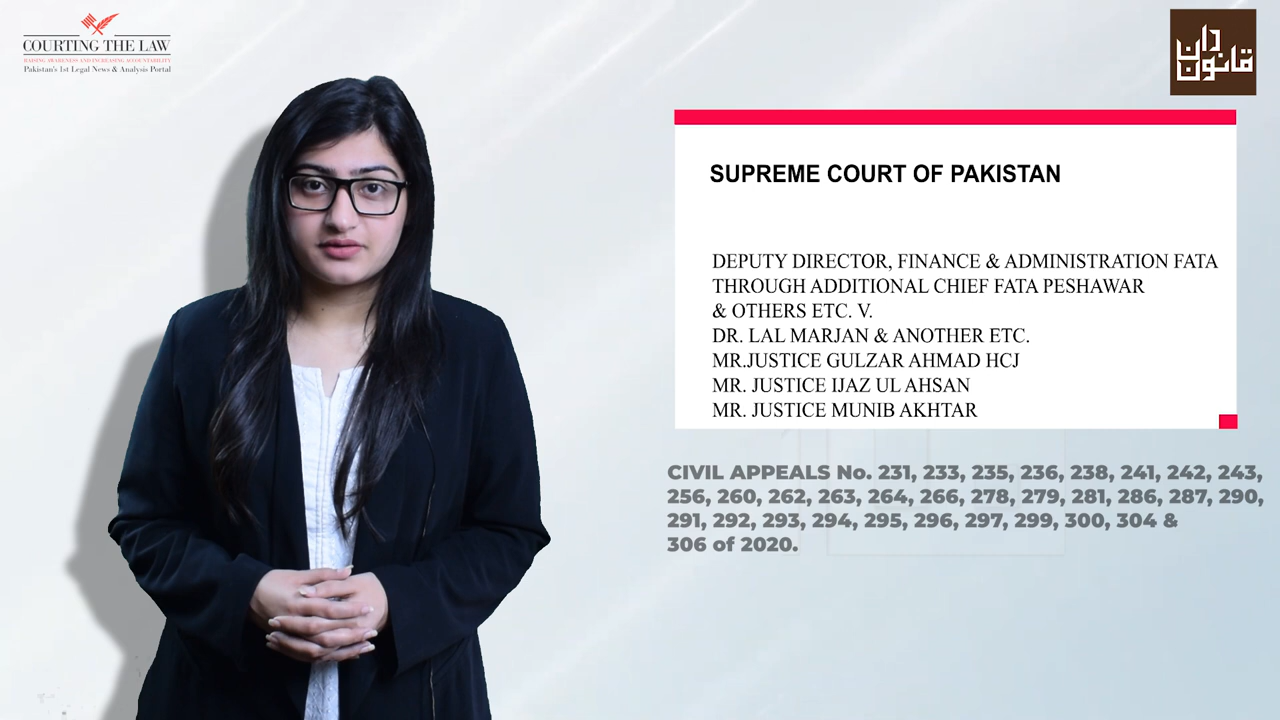 COURTING THE LAW
RAISING AWARENESS AND INCREASING ACCOUNTABILITY
Pakistan's 1st Legal News & Analysis Portal
قانون دان
SUPREME COURT OF PAKISTAN
DEPUTY DIRECTOR, FINANCE & ADMINISTRATION FATA
THROUGH ADDITIONAL CHIEF FATA PESHAWAR
& OTHERS ETC. V.
DR. LAL MARJAN & ANOTHER ETC.
MR.JUSTICE GULZAR AHMAD HCJ
MR. JUSTICE IJAZ UL AHSAN
MR. JUSTICE MUNIB AKHTAR
CIVIL APPEALS No. 231, 233, 235, 236, 238, 241, 242, 243,
256, 260, 262, 263, 264, 266, 278, 279, 281, 286, 287, 290,
291, 292, 293, 294, 295, 296, 297, 299, 300, 304 &
306 of 2020.